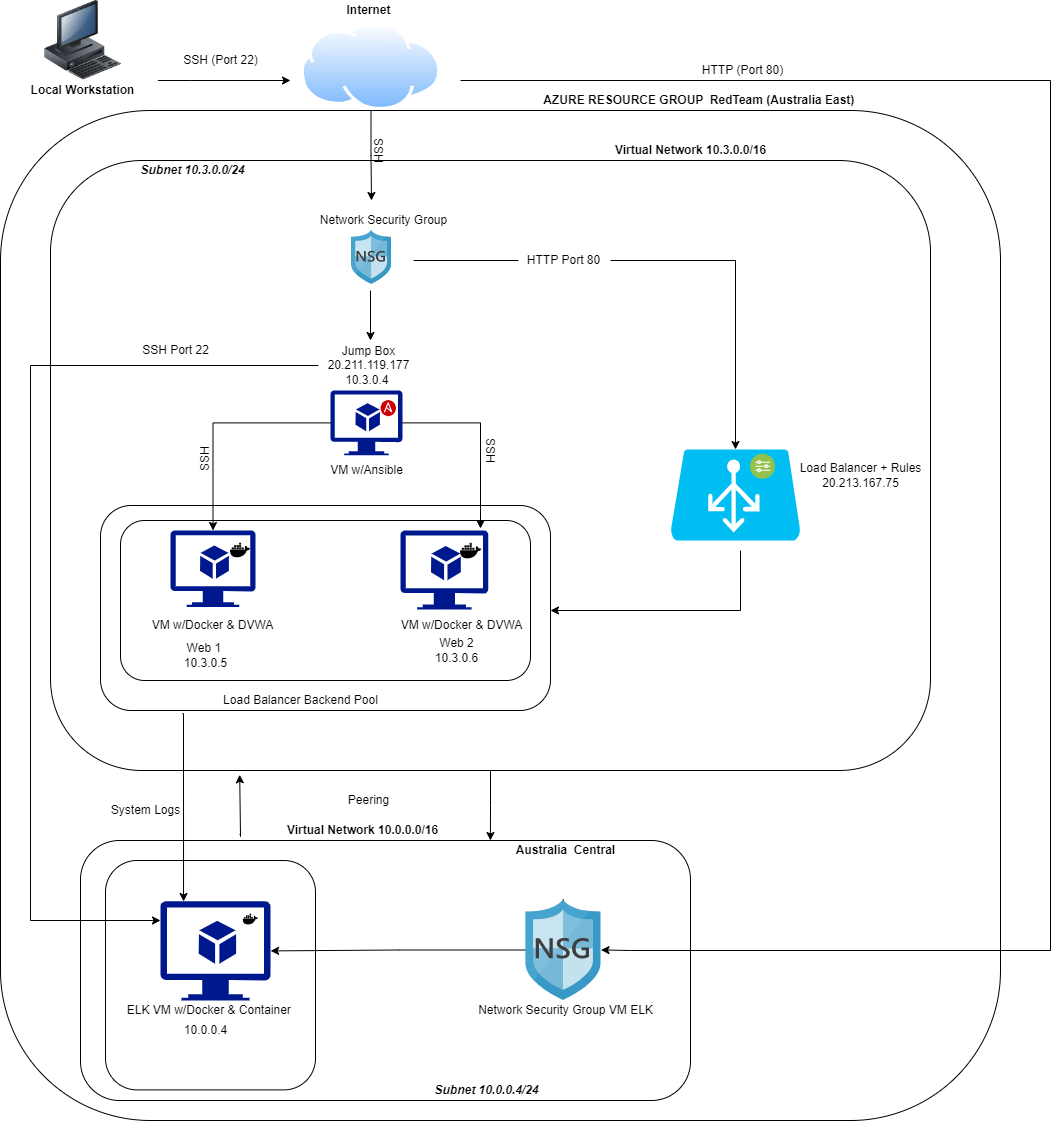 Internet
SSH (Port 22)
HTTP (Port 80)
Local Workstation
AZURE RESOURCE GROUP RedTeam (Australia East)
SSH
Virtual Network 10.3.0.0/16
Subnet 10.3.0.0/24
Network Security Group
NSG
HTTP Port 80
SSH Port 22
Jump Box
20.211.119.177
10.3.0.4
SSH
SSH
VM w/Ansible
Load Balancer + Rules
20.213.167.75
VM w/Docker & DVWA
Web 1
10.3.0.5
VM w/Docker & DVWA
Web 2
10.3.0.6
Load Balancer Backend Pool
System Logs
Peering
Virtual Network 10.0.0.0/16
Australia Central
NSG
ELK VM w/Docker & Container
10.0.0.4
Network Security Group VM ELK
Subnet 10.0.0.4/24